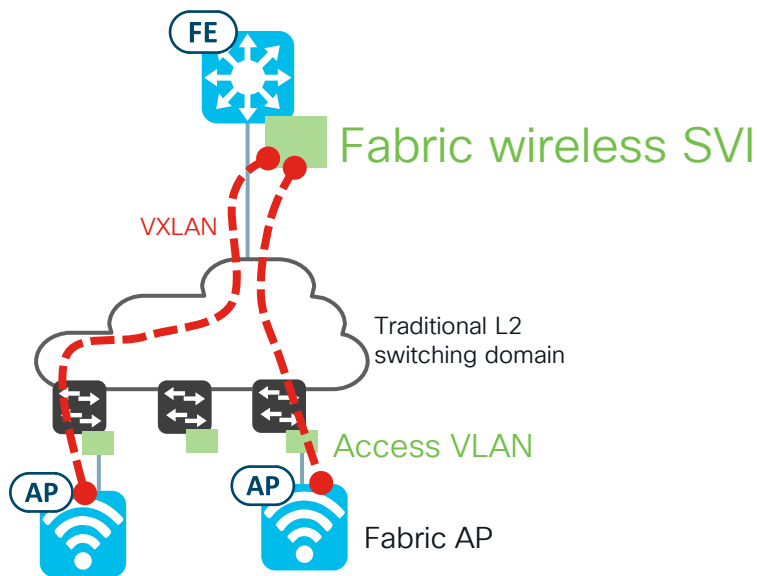 FE
Fabric wireless SVI
VXLAN
Traditional L2
switching domain
Access VLAN
AP
AP
Fabric AP